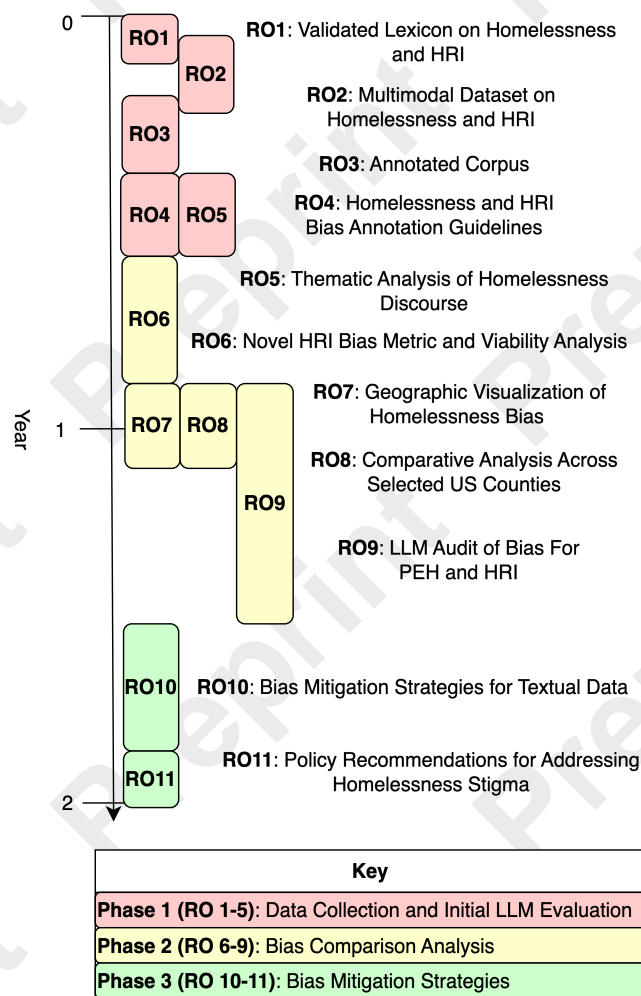 0
RO1
RO2
RO3
RO4
RO5
RO6
RO7
RO8
RO9
RO10
RO11
Year
1
2
RO1: Validated Lexicon on Homelessness
and HRI
RO2: Multimodal Dataset on
Homelessness and HRI
RO3: Annotated Corpus
RO4: Homelessness and HRI
Bias Annotation Guidelines
RO5: Thematic Analysis of Homelessness
Discourse
RO6: Novel HRI Bias Metric and Viability Analysis
RO7: Geographic Visualization of
Homelessness Bias
RO8: Comparative Analysis Across
Selected US Counties
RO9: LLM Audit of Bias For
PEH and HRI
RO10: Bias Mitigation Strategies for Textual Data
RO11: Policy Recommendations for Addressing
Homelessness Stigma
Key
Phase 1 (RO 1-5): Data Collection and Initial LLM Evaluation
Phase 2 (RO 6-9): Bias Comparison Analysis
Phase 3 (RO 10-11): Bias Mitigation Strategies
Preprint
Preprint